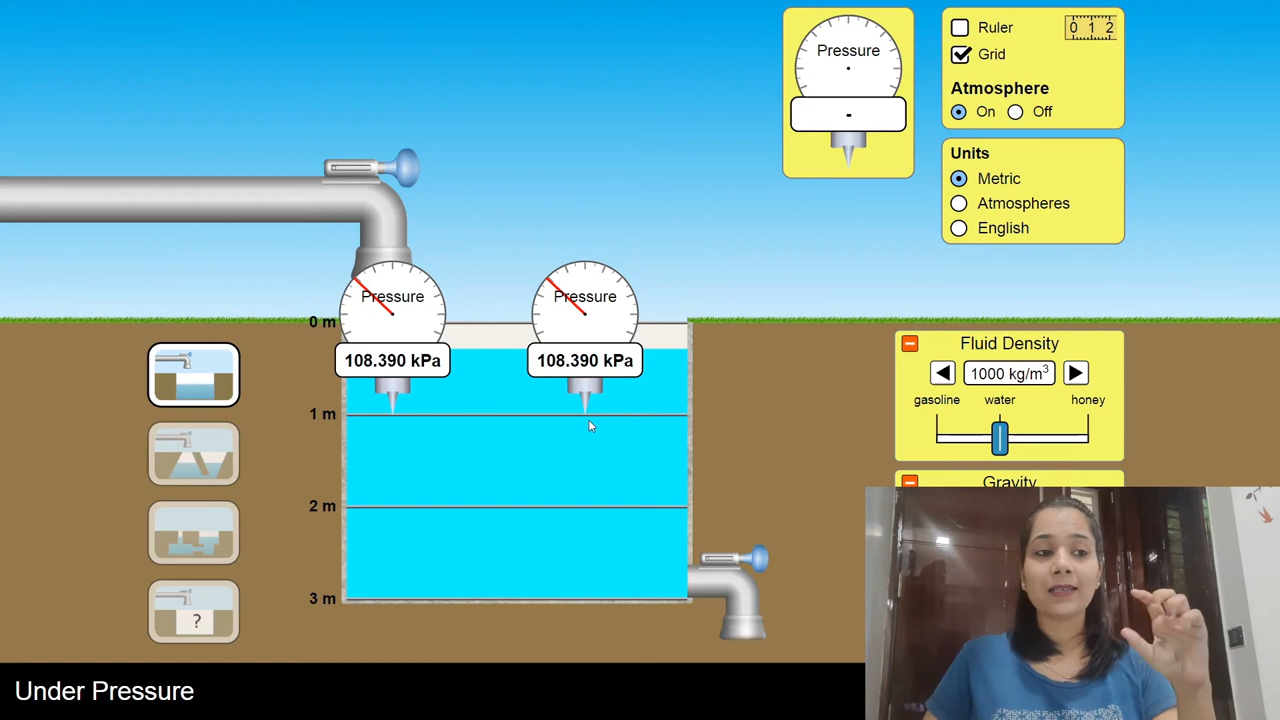 Pressure
-
Ruler
0 1 2
Grid
Atmosphere
On Off
Units
Metric
Atmospheres
English
Pressure
108.390 kPa
Pressure
108.390 kPa
0 m
1 m
2 m
3 m
?
Fluid Density
1000 kg/m³
gasoline water honey
Gravity
Under Pressure